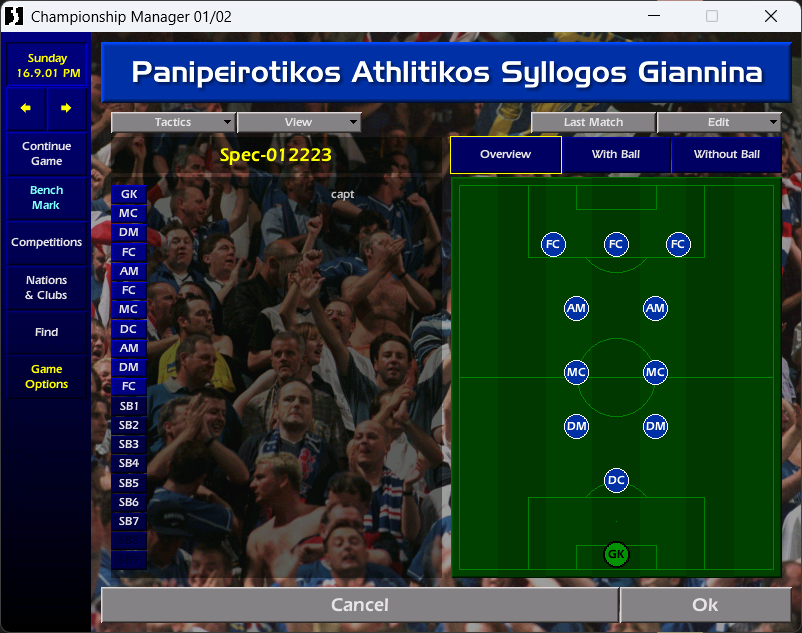 Championship Manager 01/02
Sunday
16.9.01 PM
Panipeirotikos Athlitikos Syllogos Giannina
Tactics
View
Last Match
Edit
Continue
Game
Bench
Mark
Competitions
Nations
& Clubs
Find
Game
Options
Spec-012223
Overview
With Ball
Without Ball
GK
capt
MC
DM
FC
AM
FC
MC
DC
AM
DM
FC
SB1
SB2
SB3
SB4
SB5
SB6
SB7
FC FC FC
AM AM
MC MC
DM DM
DC
GK
Cancel
Ok